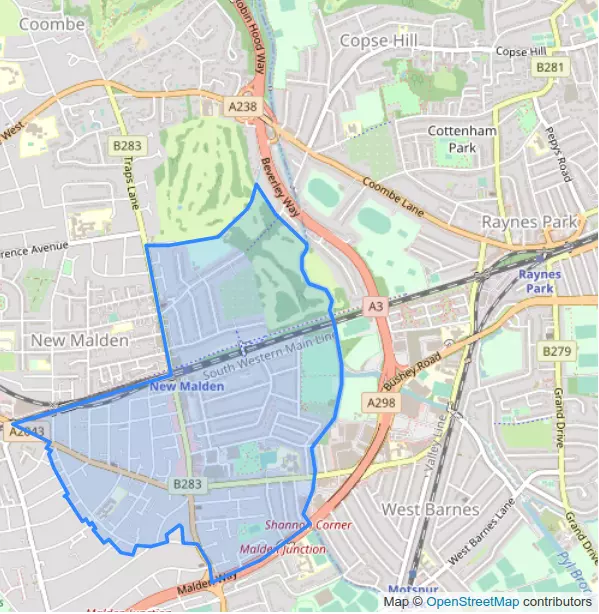 Coombe
Robin Hood Way
Copse Hill
Copse Hill
B281
A238
West
Cottenham
Park
Pepys Road
B283
Traps Lane
Beverley Way
Coombe Lane
Raynes Park
rence Avenue
Raynes
Park
A3
New Malden
South Western Main Line
Bushey Road
B279
New Malden
A298
Grand Drive
A2043
Valley Line
B283
West Barnes
West Barnes Lane
Shannon Corner
Grand Drive
Malden Junction
Malden Way
Motspur
Pyl Bro
Malden Junction
Map © OpenStreetMap contributors